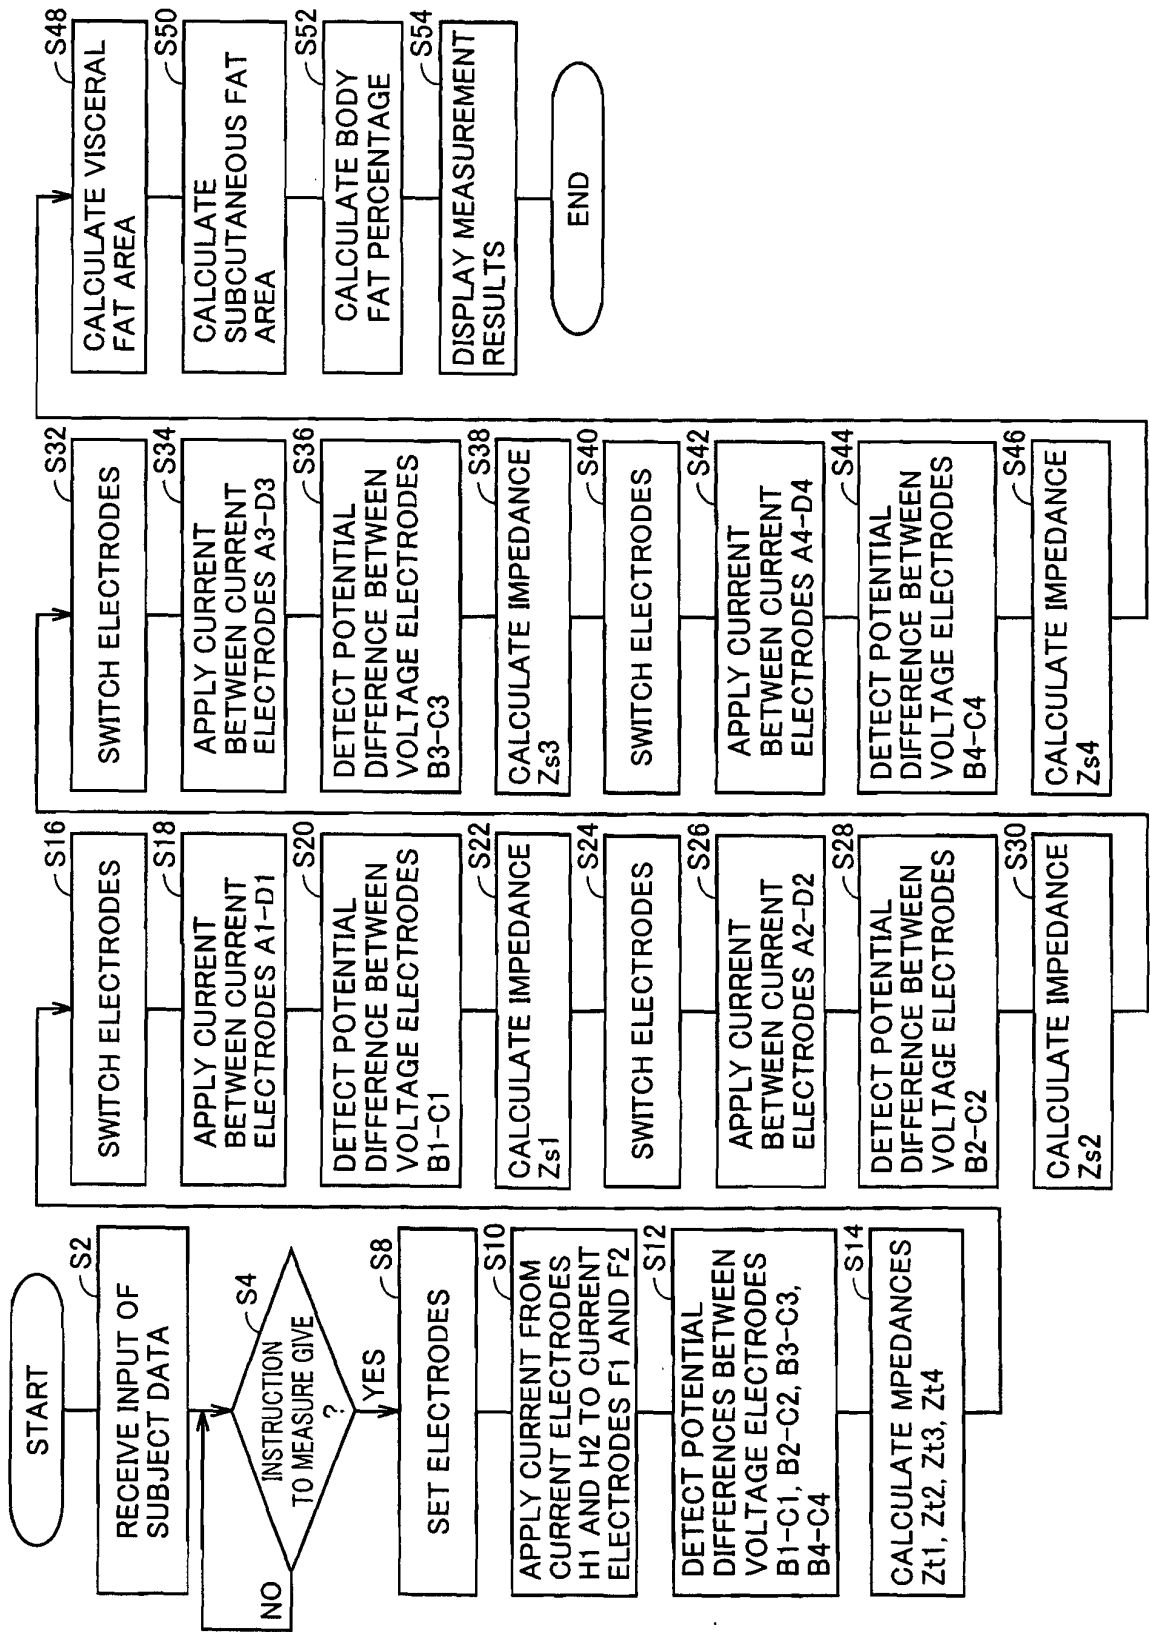 START
S2
RECEIVE INPUT OF
SUBJECT DATA
S4
INSTRUCTION
TO MEASURE GIVE
?
NO
YES
S8
SET ELECTRODES
S10
APPLY CURRENT FROM
CURRENT ELECTRODES
H1 AND H2 TO CURRENT
ELECTRODES F1 AND F2
S12
DETECT POTENTIAL
DIFFERENCES BETWEEN
VOLTAGE ELECTRODES
B1-C1, B2-C2, B3-C3,
B4-C4
S14
CALCULATE MPEDANCES
Zt1, Zt2, Zt3, Zt4
S16
SWITCH ELECTRODES
S18
APPLY CURRENT
BETWEEN CURRENT
ELECTRODES A1-D1
S20
DETECT POTENTIAL
DIFFERENCE BETWEEN
VOLTAGE ELECTRODES
B1-C1
S22
CALCULATE IMPEDANCE
Zs1
S24
SWITCH ELECTRODES
S26
APPLY CURRENT
BETWEEN CURRENT
ELECTRODES A2-D2
S28
DETECT POTENTIAL
DIFFERENCE BETWEEN
VOLTAGE ELECTRODES
B2-C2
S30
CALCULATE IMPEDANCE
Zs2
S32
SWITCH ELECTRODES
S34
APPLY CURRENT
BETWEEN CURRENT
ELECTRODES A3-D3
S36
DETECT POTENTIAL
DIFFERENCE BETWEEN
VOLTAGE ELECTRODES
B3-C3
S38
CALCULATE IMPEDANCE
Zs3
S40
SWITCH ELECTRODES
S42
APPLY CURRENT
BETWEEN CURRENT
ELECTRODES A4-D4
S44
DETECT POTENTIAL
DIFFERENCE BETWEEN
VOLTAGE ELECTRODES
B4-C4
S46
CALCULATE IMPEDANCE
Zs4
S48
CALCULATE VISCERAL
FAT AREA
S50
CALCULATE
SUBCUTANEOUS FAT
AREA
S52
CALCULATE BODY
FAT PERCENTAGE
S54
DISPLAY MEASUREMENT
RESULTS
END